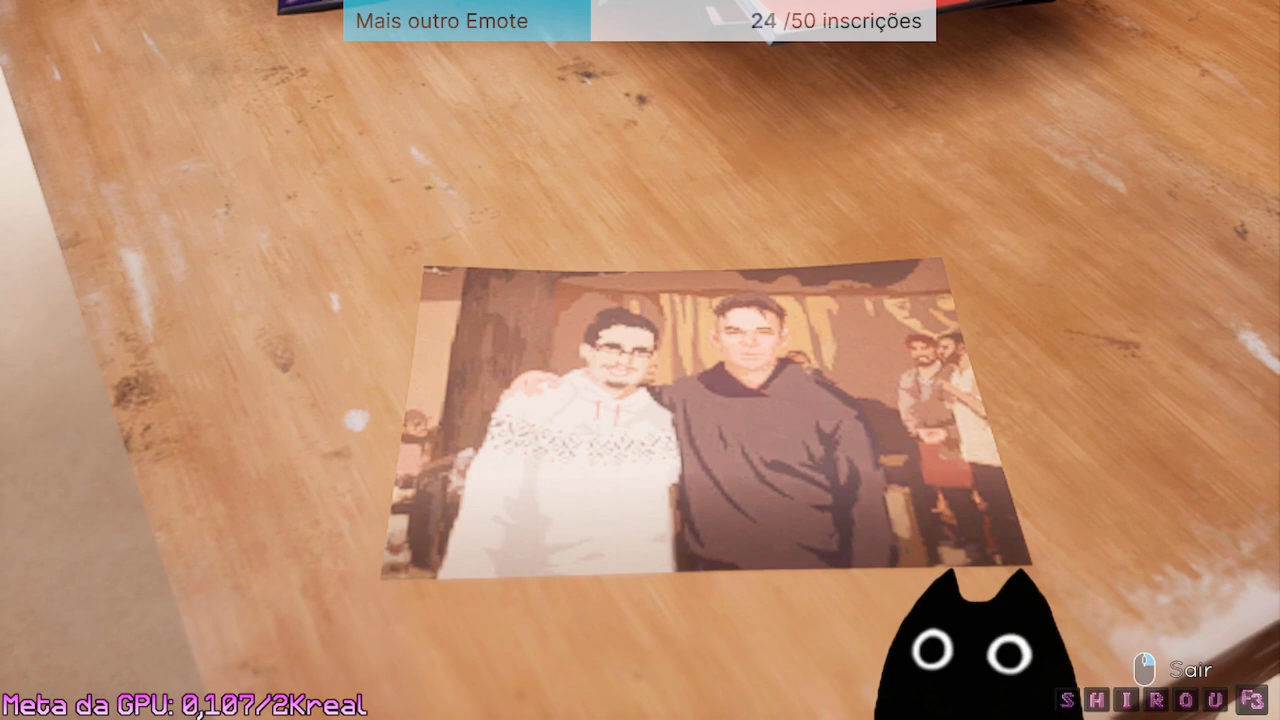 Mais outro Emote
24 /50 inscrições
Sair
SHIROU F3
Meta da GPU: 0,107/2Kreal